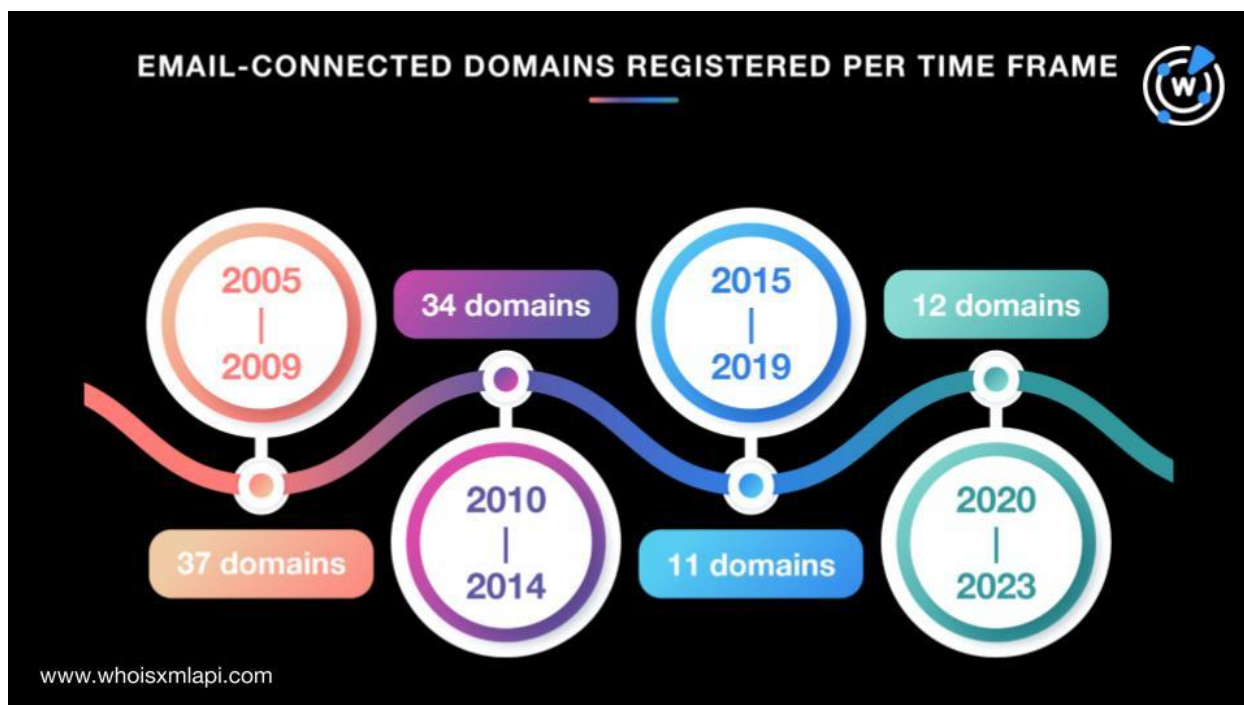 EMAIL-CONNECTED DOMAINS REGISTERED PER TIME FRAME
W
2005
|
2009
37 domains
34 domains
2010
|
2014
2015
|
2019
11 domains
12 domains
2020
|
2023
www.whoisxmlapi.com